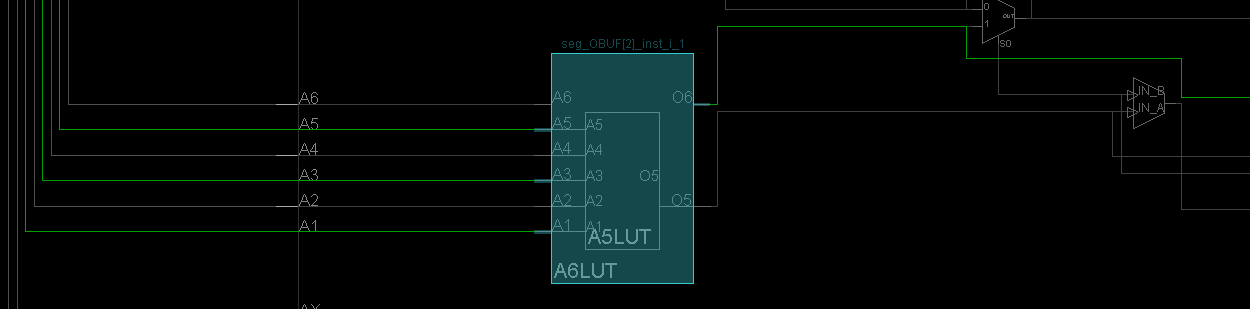 0
OUT
1
S0
seg_OBUF[2]_inst_i_1
A6 A6 O6
A5 A5 A5
A4 A4 A4
A3 A3 A3 O5
A2 A2 A2 O5
A1 A1 A1
A5LUT
A6LUT
IN_B
IN_A
AX